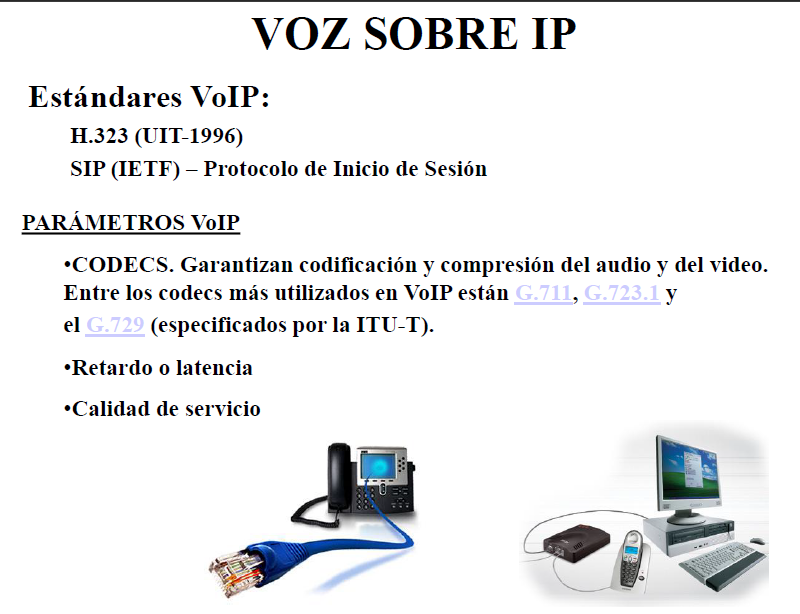 VOZ SOBRE IP
Estándares VoIP:
H.323 (UIT-1996)
SIP (IETF) – Protocolo de Inicio de Sesión
PARÁMETROS VoIP
•CODECS. Garantizan codificación y compresión del audio y del video.
Entre los codecs más utilizados en VoIP están G.711, G.723.1 y
el G.729 (especificados por la ITU-T).
•Retardo o latencia
•Calidad de servicio